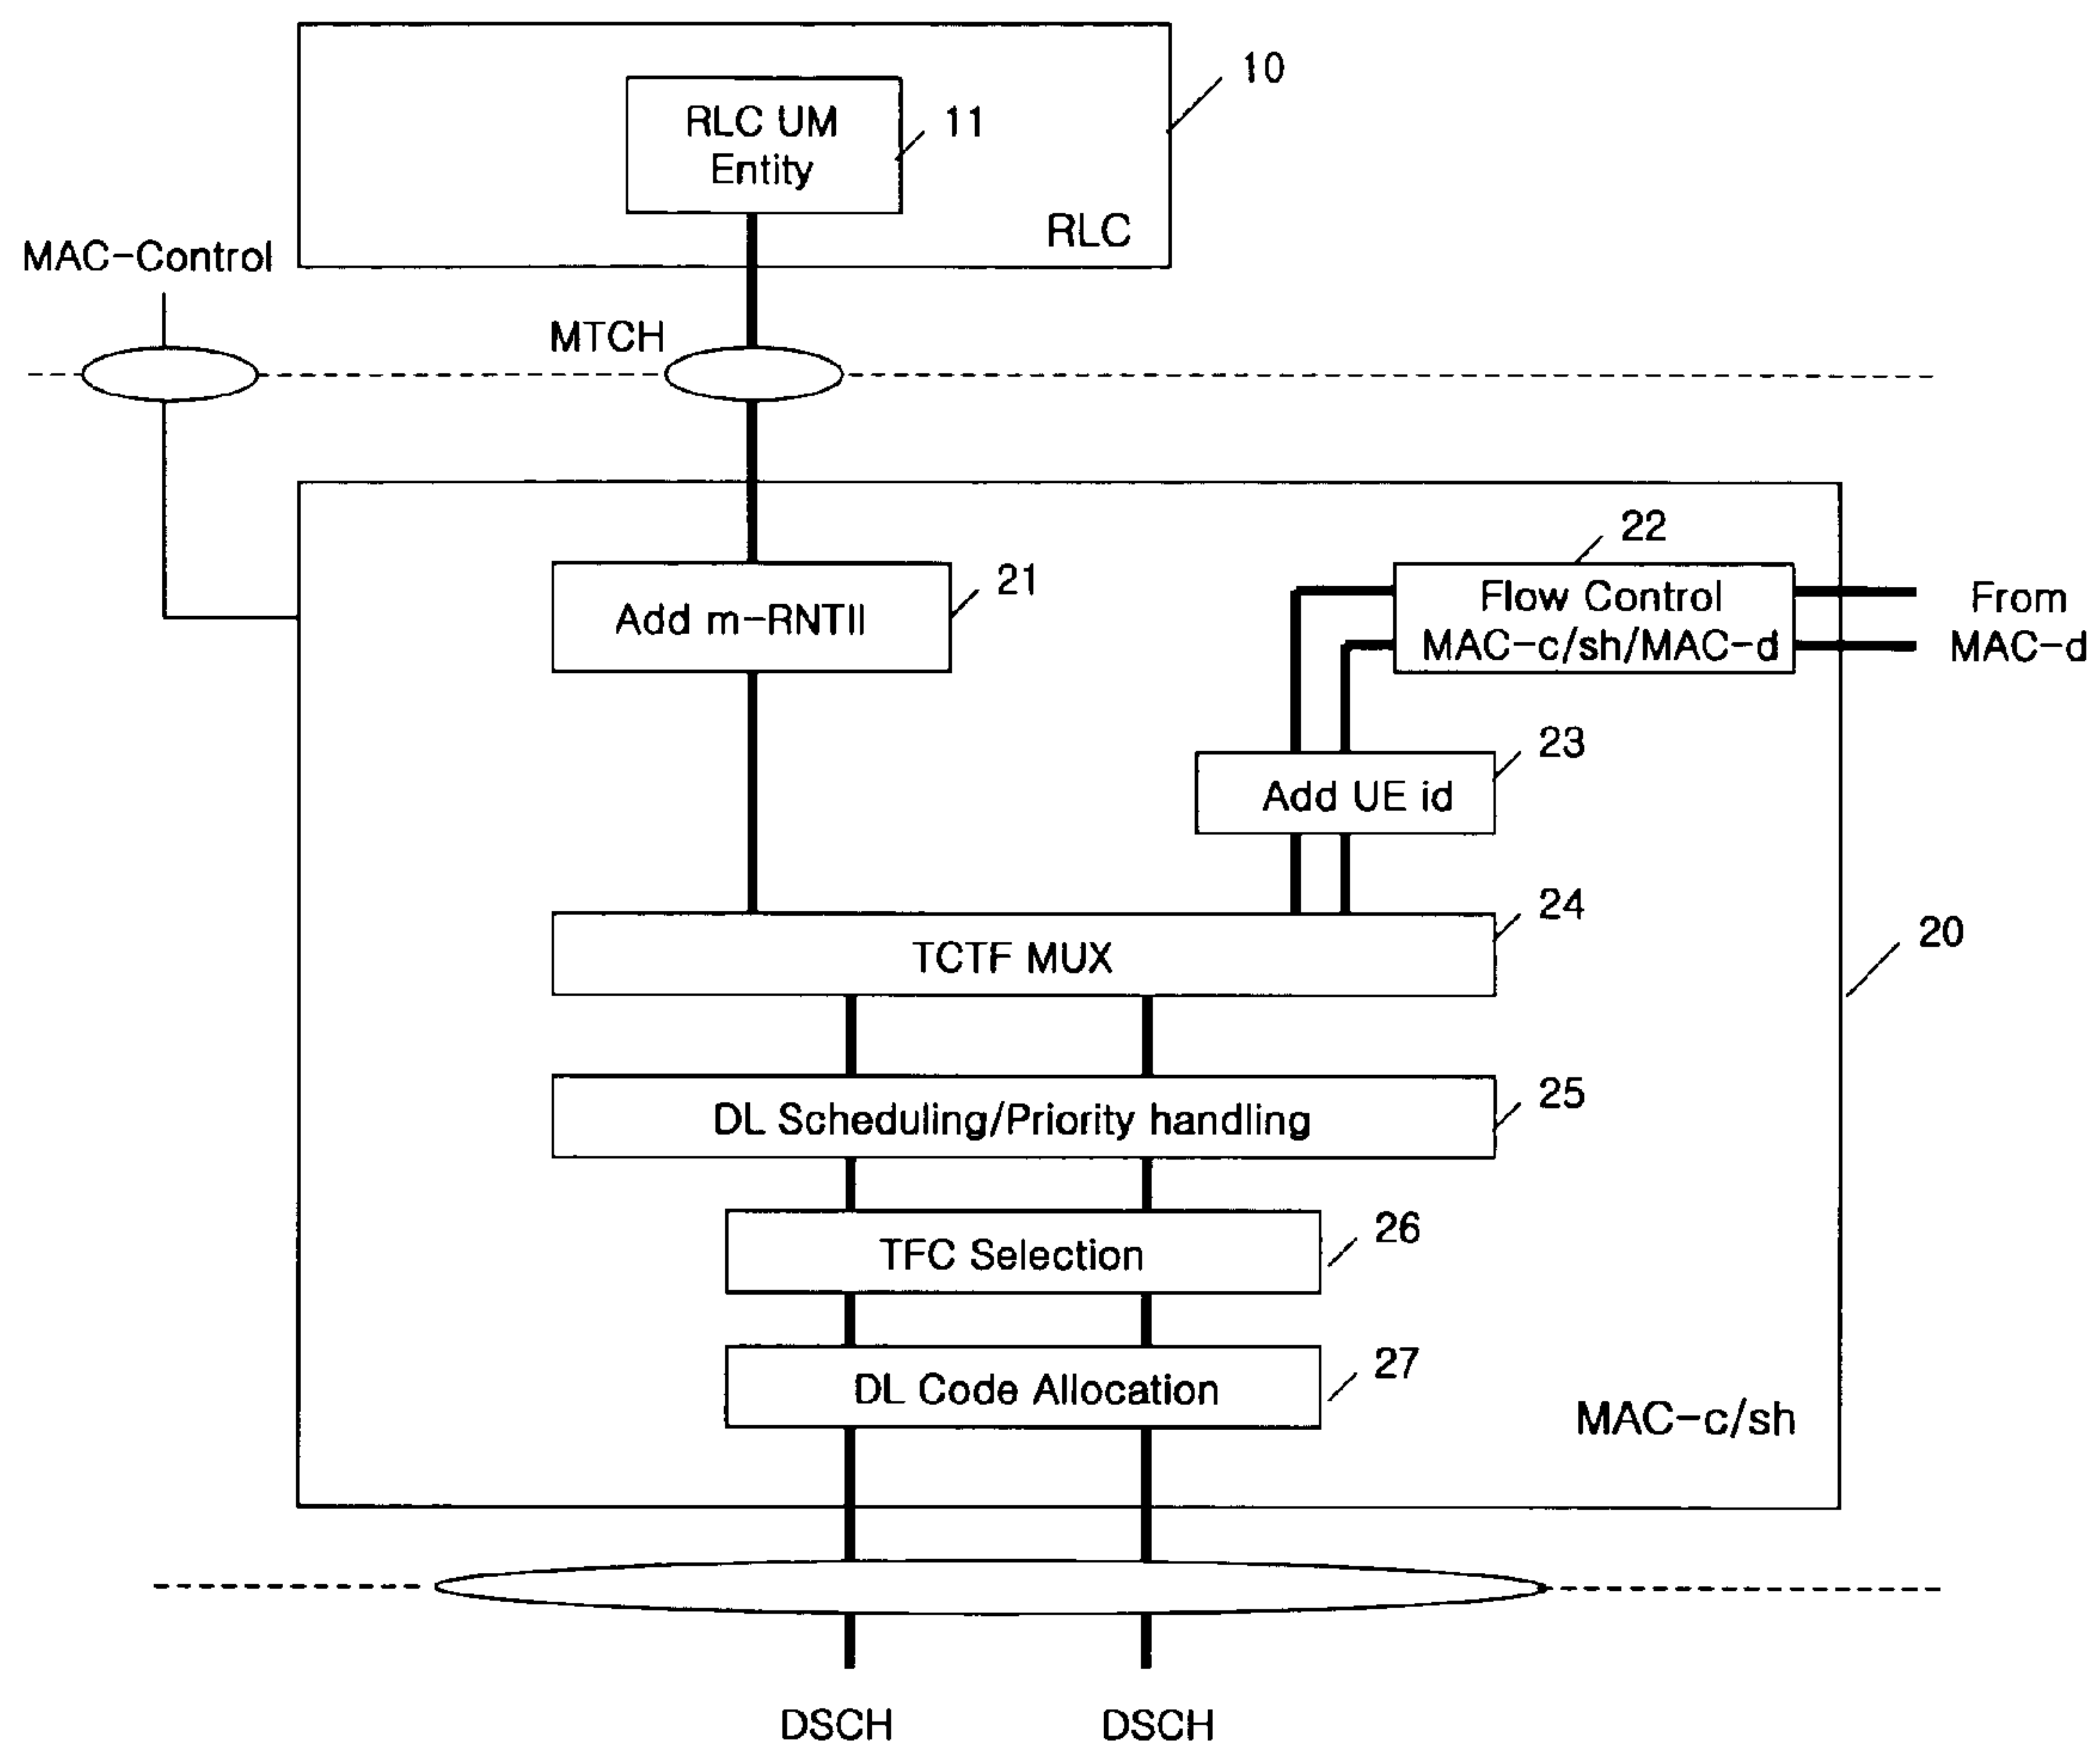 10
RLC UM
Entity
11
RLC
MAC-Control
MTCH
22
Add m-RNTII
21
Flow Control
MAC-c/sh/MAC-d
From
MAC-d
23
Add UE id
24
TCTF MUX
20
25
DL Scheduling/Priority handling
26
TFC Selection
27
DL Code Allocation
MAC-c/sh
DSCH
DSCH